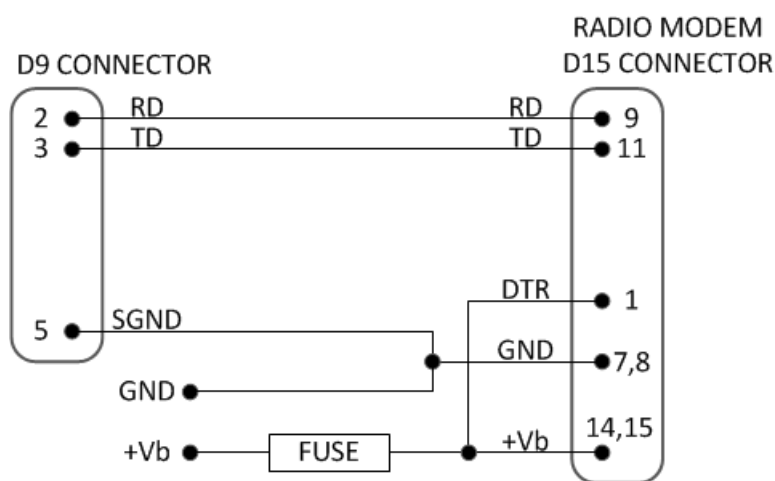 RADIO MODEM
D9 CONNECTOR D15 CONNECTOR
2 RD RD 9
3 TD TD 11
DTR 1
5 SGND
GND 7,8
GND
14,15
+Vb FUSE +Vb